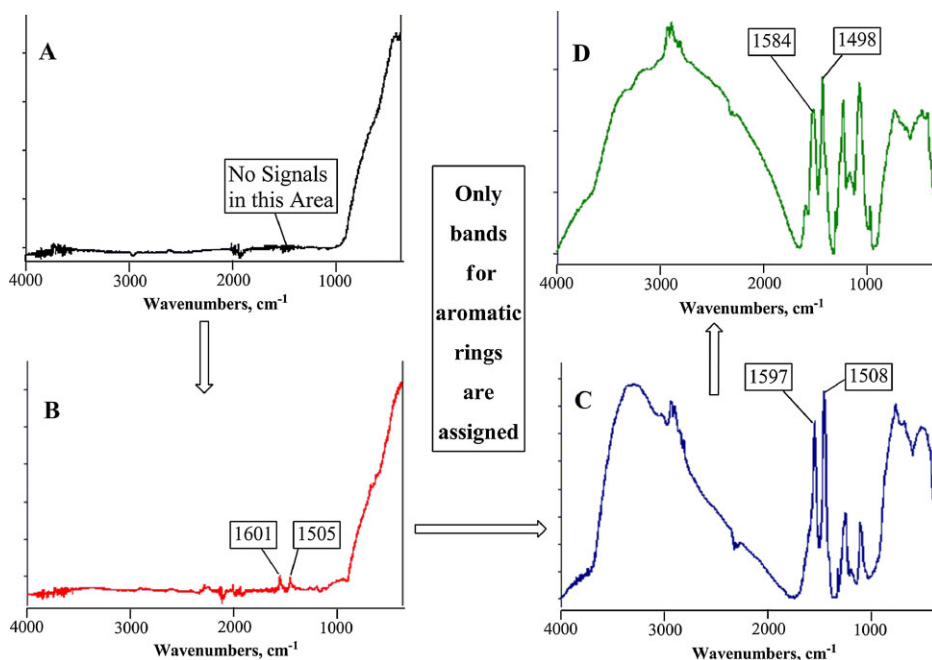 A
No Signals
in this Area
4000 3000 2000 1000
Wavenumbers, cm-1
B
1601 1505
4000 3000 2000 1000
Wavenumbers, cm-1
Only
bands
for
aromatic
rings
are
assigned
D
1584 1498
4000 3000 2000 1000
Wavenumbers, cm-1
C
1597 1508
4000 3000 2000 1000
Wavenumbers, cm-1